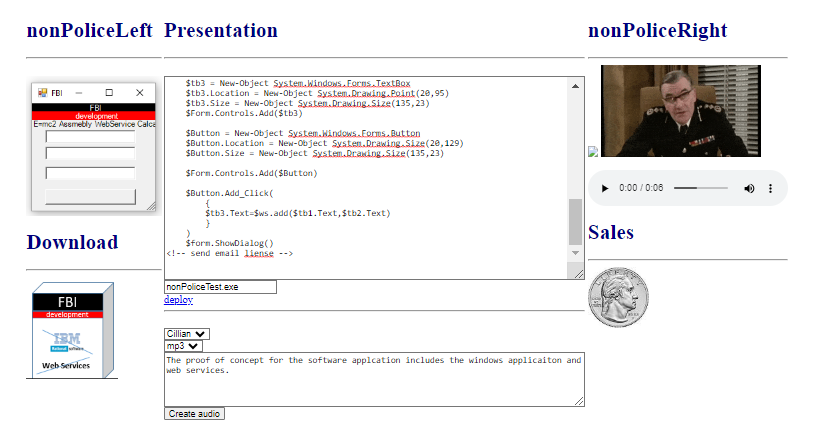 nonPoliceLeft
FBI
FBI
development
E=mc2 Assmebly WebService Calca
Download
FBI
development
IBM
Rational software
Web Services
Presentation
$tb3 = New-Object System.Windows.Forms.TextBox
$tb3.Location = New-Object System.Drawing.Point(20,95)
$tb3.Size = New-Object System.Drawing.Size(135,23)
$Form.Controls.Add($tb3)
$Button = New-Object System.Windows.Forms.Button
$Button.Location = New-Object System.Drawing.Size(20,129)
$Button.Size = New-Object System.Drawing.Size(135,23)
$Form.Controls.Add($Button)
$Button.Add_Click(
{
$tb3.Text=$ws.add($tb1.Text,$tb2.Text)
}
)
$form.ShowDialog()
<!-- send email liense -->
nonPoliceTest.exe
deploy
Cillian
mp3
The proof of concept for the software applcation includes the windows applicaiton and
web services.
Create audio
nonPoliceRight
0:00 / 0:06
Sales
LIBERTY